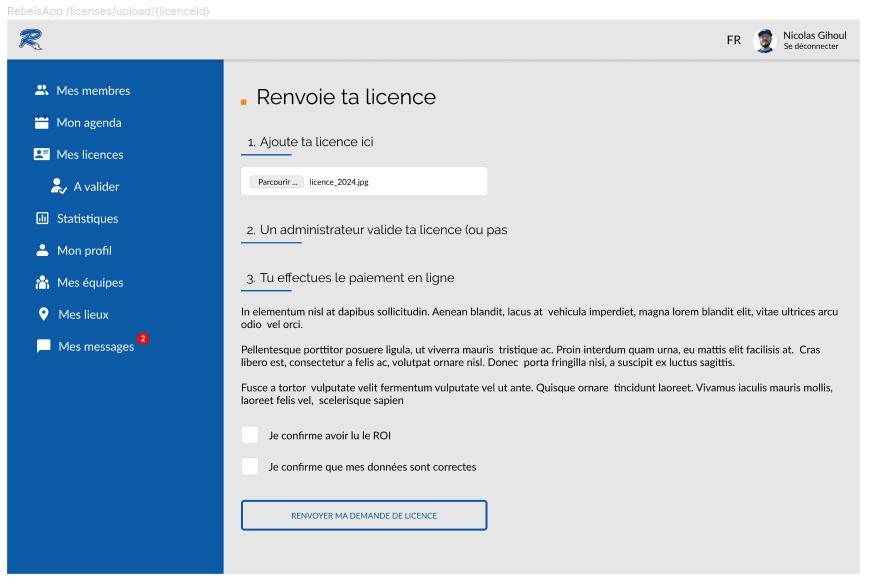 RebelsApp /licenses/upload/{licenceId}
R
FR
Nicolas Gihoul
Se déconnecter
Mes membres
Mon agenda
Mes licences
A valider
Statistiques
Mon profil
Mes équipes
Mes lieux
Mes messages 2
Renvoie ta licence
1. Ajoute ta licence ici
Parcourir ... licence_2024.jpg
2. Un administrateur valide ta licence (ou pas
3. Tu effectues le paiement en ligne
In elementum nisl at dapibus sollicitudin. Aenean blandit, lacus at vehicula imperdiet, magna lorem blandit elit, vitae ultrices arcu
odio vel orci.
Pellentesque porttitor posuere ligula, ut viverra mauris tristique ac. Proin interdum quam urna, eu mattis elit facilisis at. Cras
libero est, consectetur a felis ac, volutpat ornare nisl. Donec porta fringilla nisi, a suscipit ex luctus sagittis.
Fusce a tortor vulputate velit fermentum vulputate vel ut ante. Quisque ornare tincidunt laoreet. Vivamus iaculis mauris mollis,
laoreet felis vel, scelerisque sapien
Je confirme avoir lu le ROI
Je confirme que mes données sont correctes
RENVOYER MA DEMANDE DE LICENCE